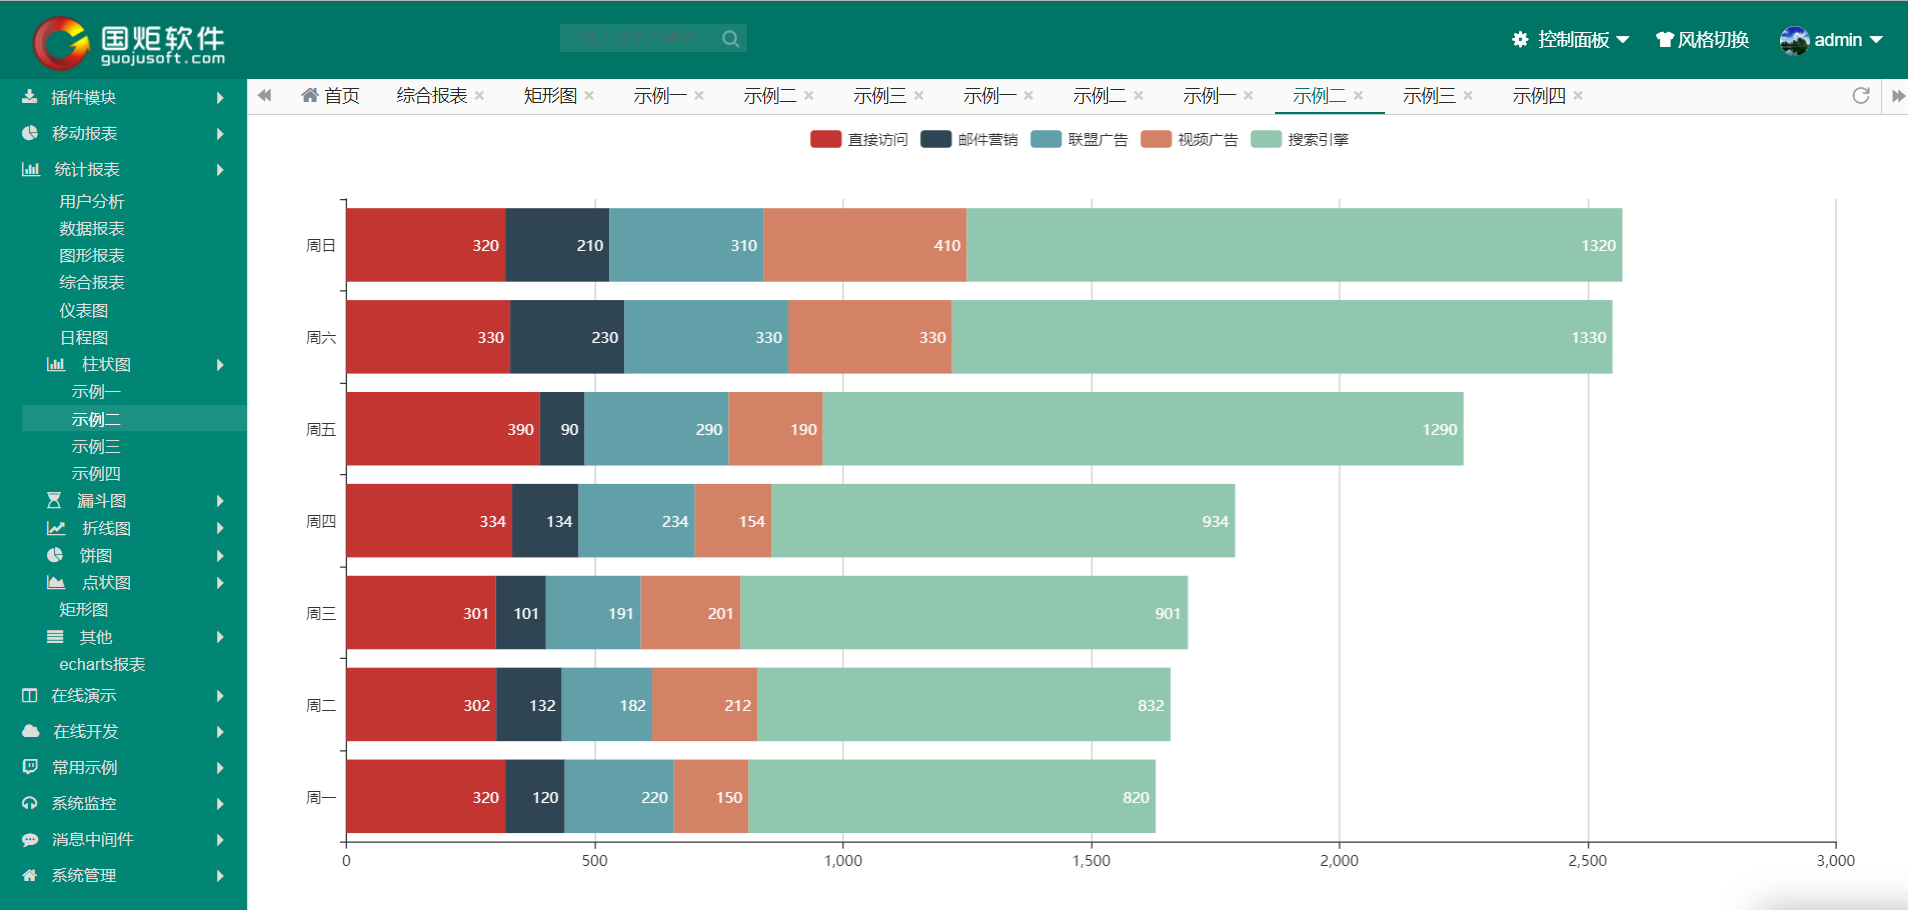 国炬软件
guojusoft.com
控制面板
风格切换
admin
插件模块
移动报表
统计报表
用户分析
数据报表
图形报表
综合报表
仪表图
日程图
柱状图
示例一
示例二
示例三
示例四
漏斗图
折线图
饼图
点状图
矩形图
其他
echarts报表
在线演示
在线开发
常用示例
系统监控
消息中间件
系统管理
首页 综合报表 矩形图 示例一 示例二 示例三 示例一 示例二 示例一 示例二 示例三 示例四
直接访问 邮件营销 联盟广告 视频广告 搜索引擎
周日 320 210 310 410 1320
周六 330 230 330 330 1330
周五 390 90 290 190 1290
周四 334 134 234 154 934
周三 301 101 191 201 901
周二 302 132 182 212 832
周一 320 120 220 150 820
0 500 1,000 1,500 2,000 2,500 3,000